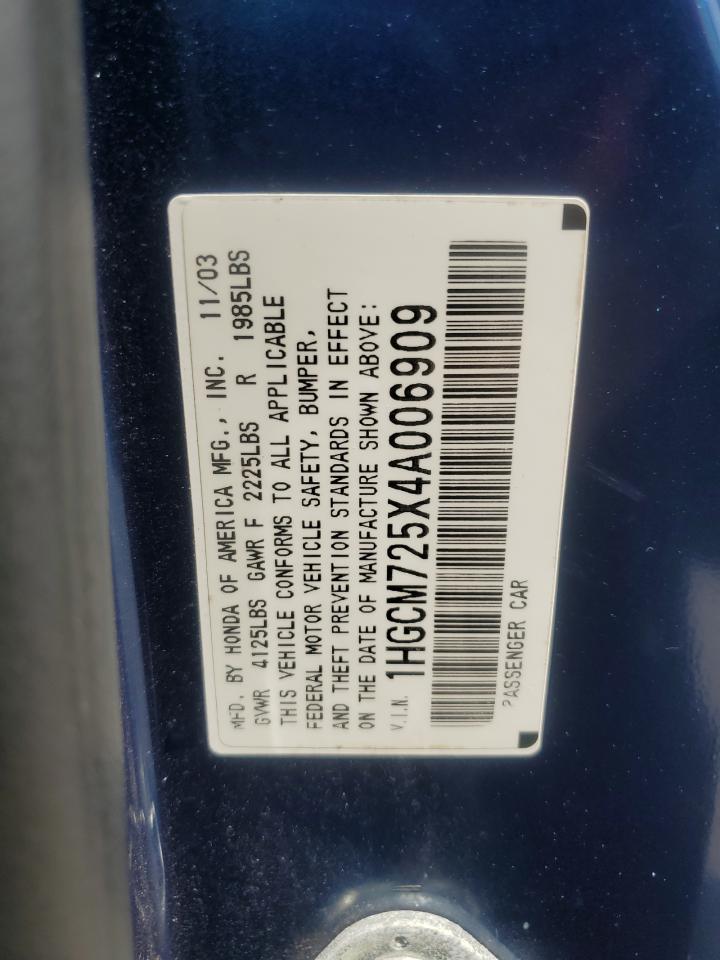 MFD. BY HONDA OF AMERICA MFG., INC. 11/03
GVWR 4125LBS GAWR F 2225LBS R 1985LBS
THIS VEHICLE CONFORMS TO ALL APPLICABLE
FEDERAL MOTOR VEHICLE SAFETY, BUMPER,
AND THEFT PREVENTION STANDARDS IN EFFECT
ON THE DATE OF MANUFACTURE SHOWN ABOVE:
V.I.N. 1HGCM725X4A006909
PASSENGER CAR